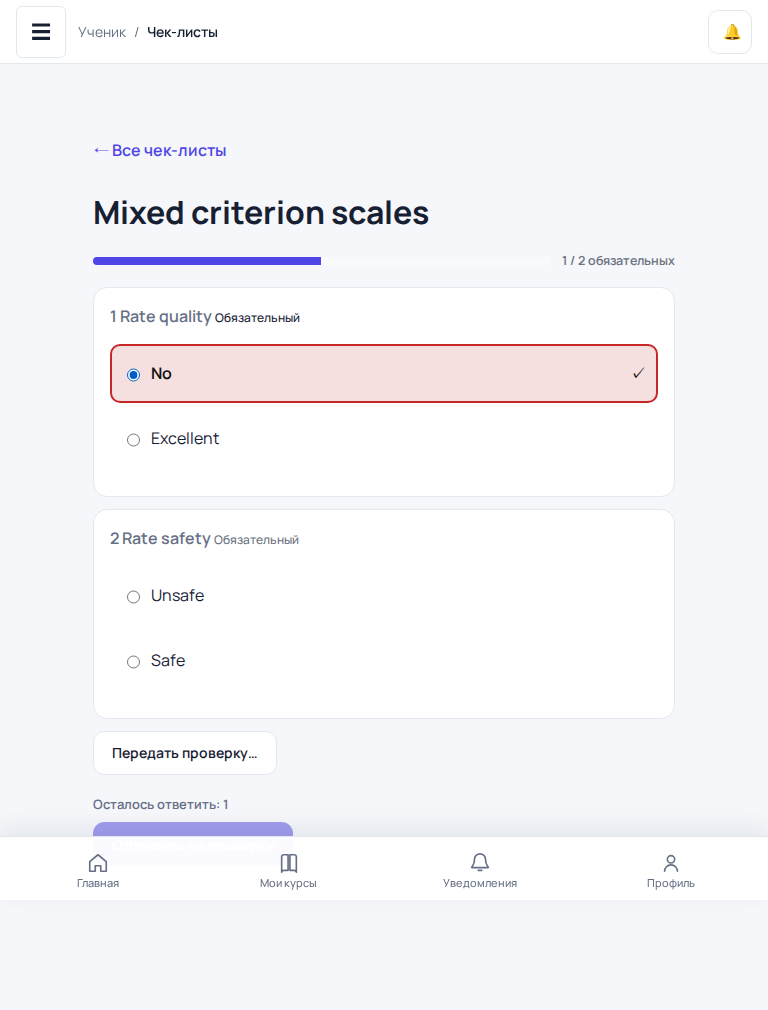 Ученик / Чек-листы
← Все чек-листы
Mixed criterion scales
1 / 2 обязательных
1 Rate quality Обязательный
No ✓
Excellent
2 Rate safety Обязательный
Unsafe
Safe
Передать проверку…
Осталось ответить: 1
Главная
Мои курсы
Уведомления
Профиль